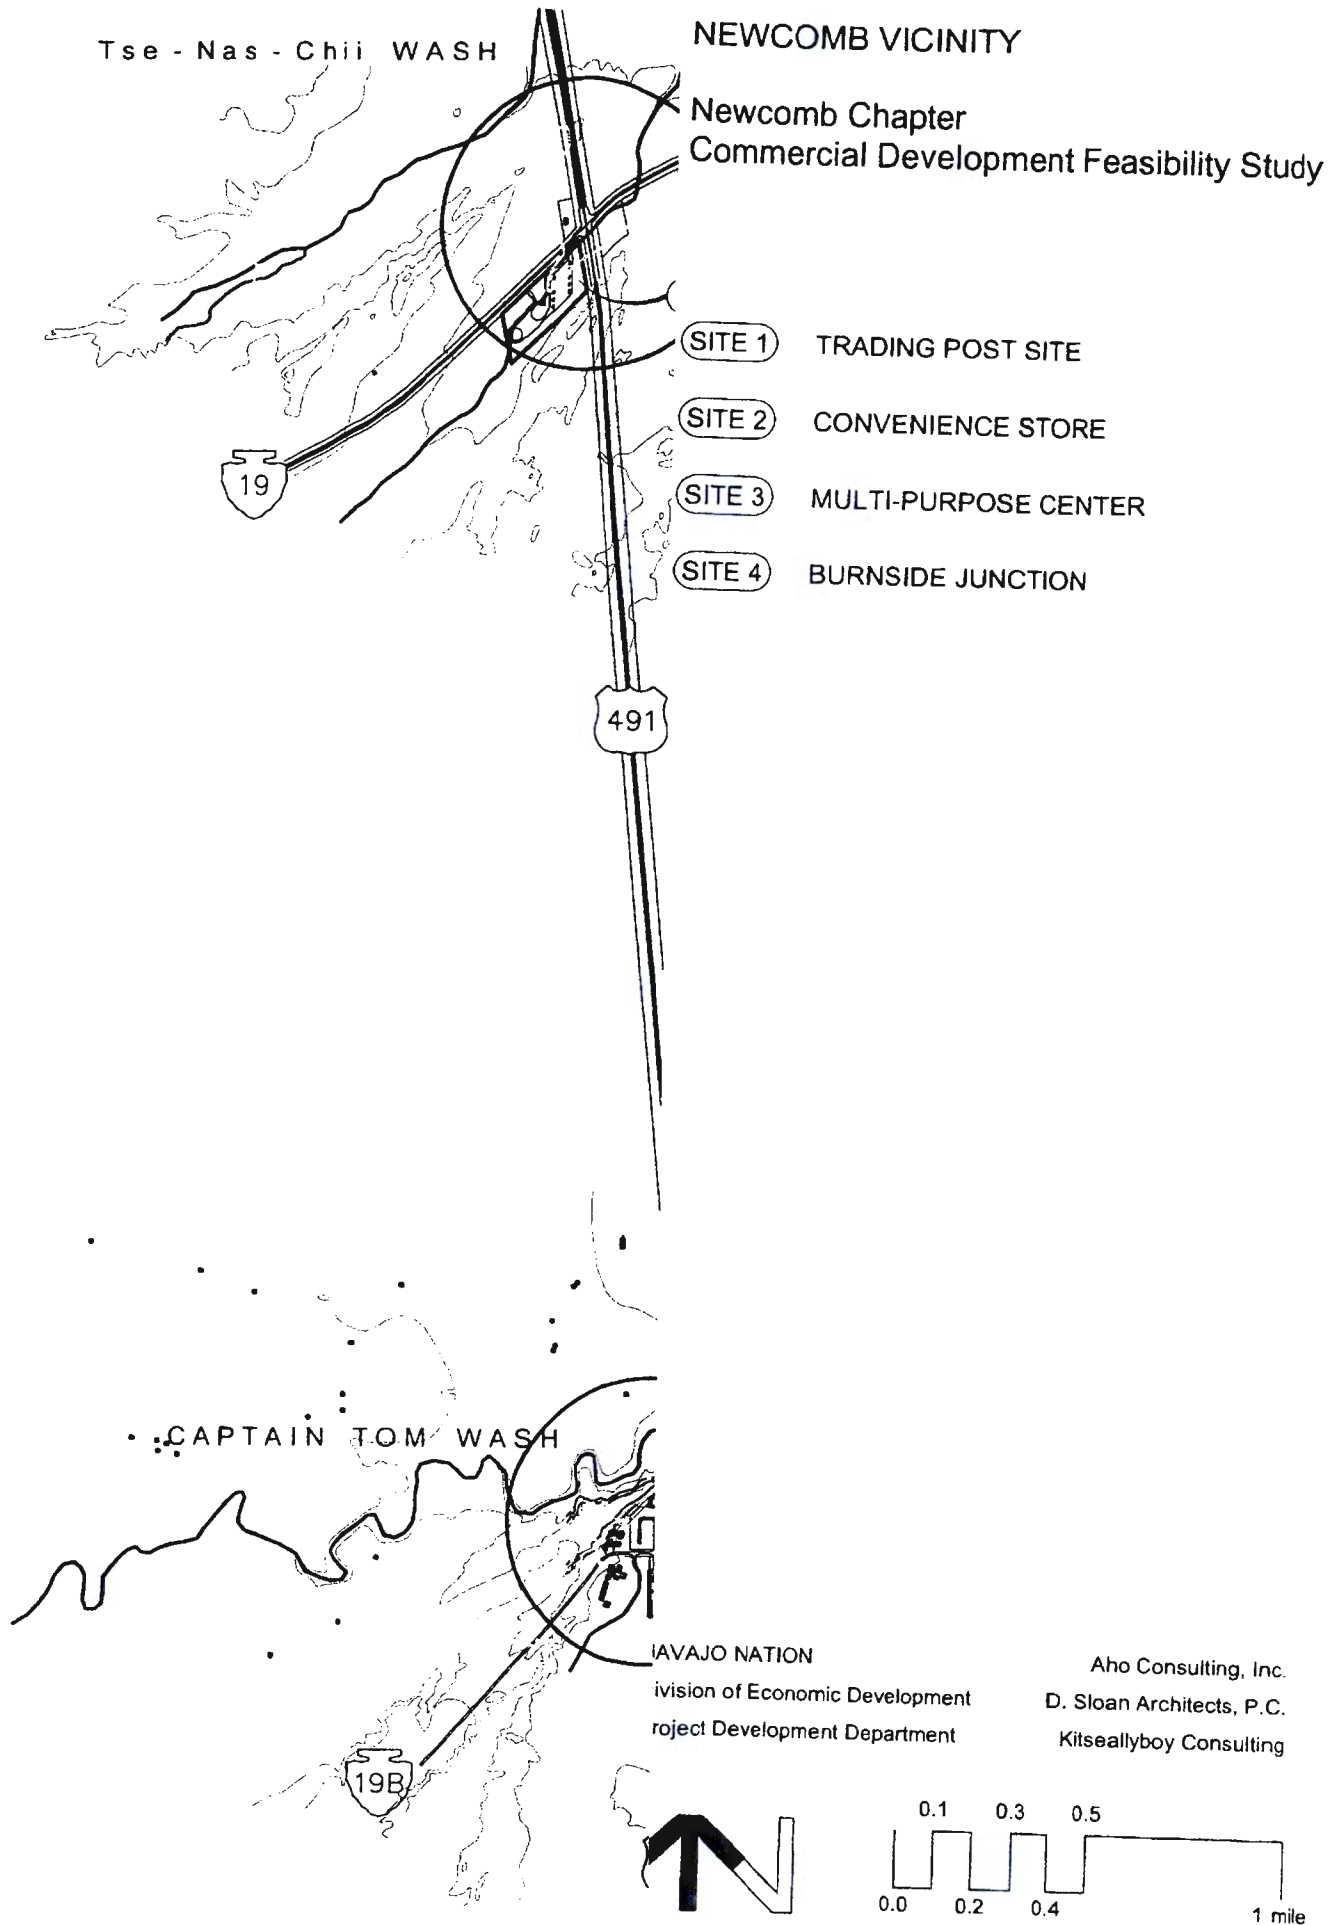 Tse - Nas - Chii WASH
NEWCOMB VICINITY
Newcomb Chapter
Commercial Development Feasibility Study
SITE 1 TRADING POST SITE
SITE 2 CONVENIENCE STORE
SITE 3 MULTI-PURPOSE CENTER
SITE 4 BURNSIDE JUNCTION
19
491
CAPTAIN TOM WASH
AVAJO NATION
ivision of Economic Development
roject Development Department
Aho Consulting, Inc.
D. Sloan Architects, P.C.
Kitseallyboy Consulting
19B
0.1 0.3 0.5
0.0 0.2 0.4 1 mile